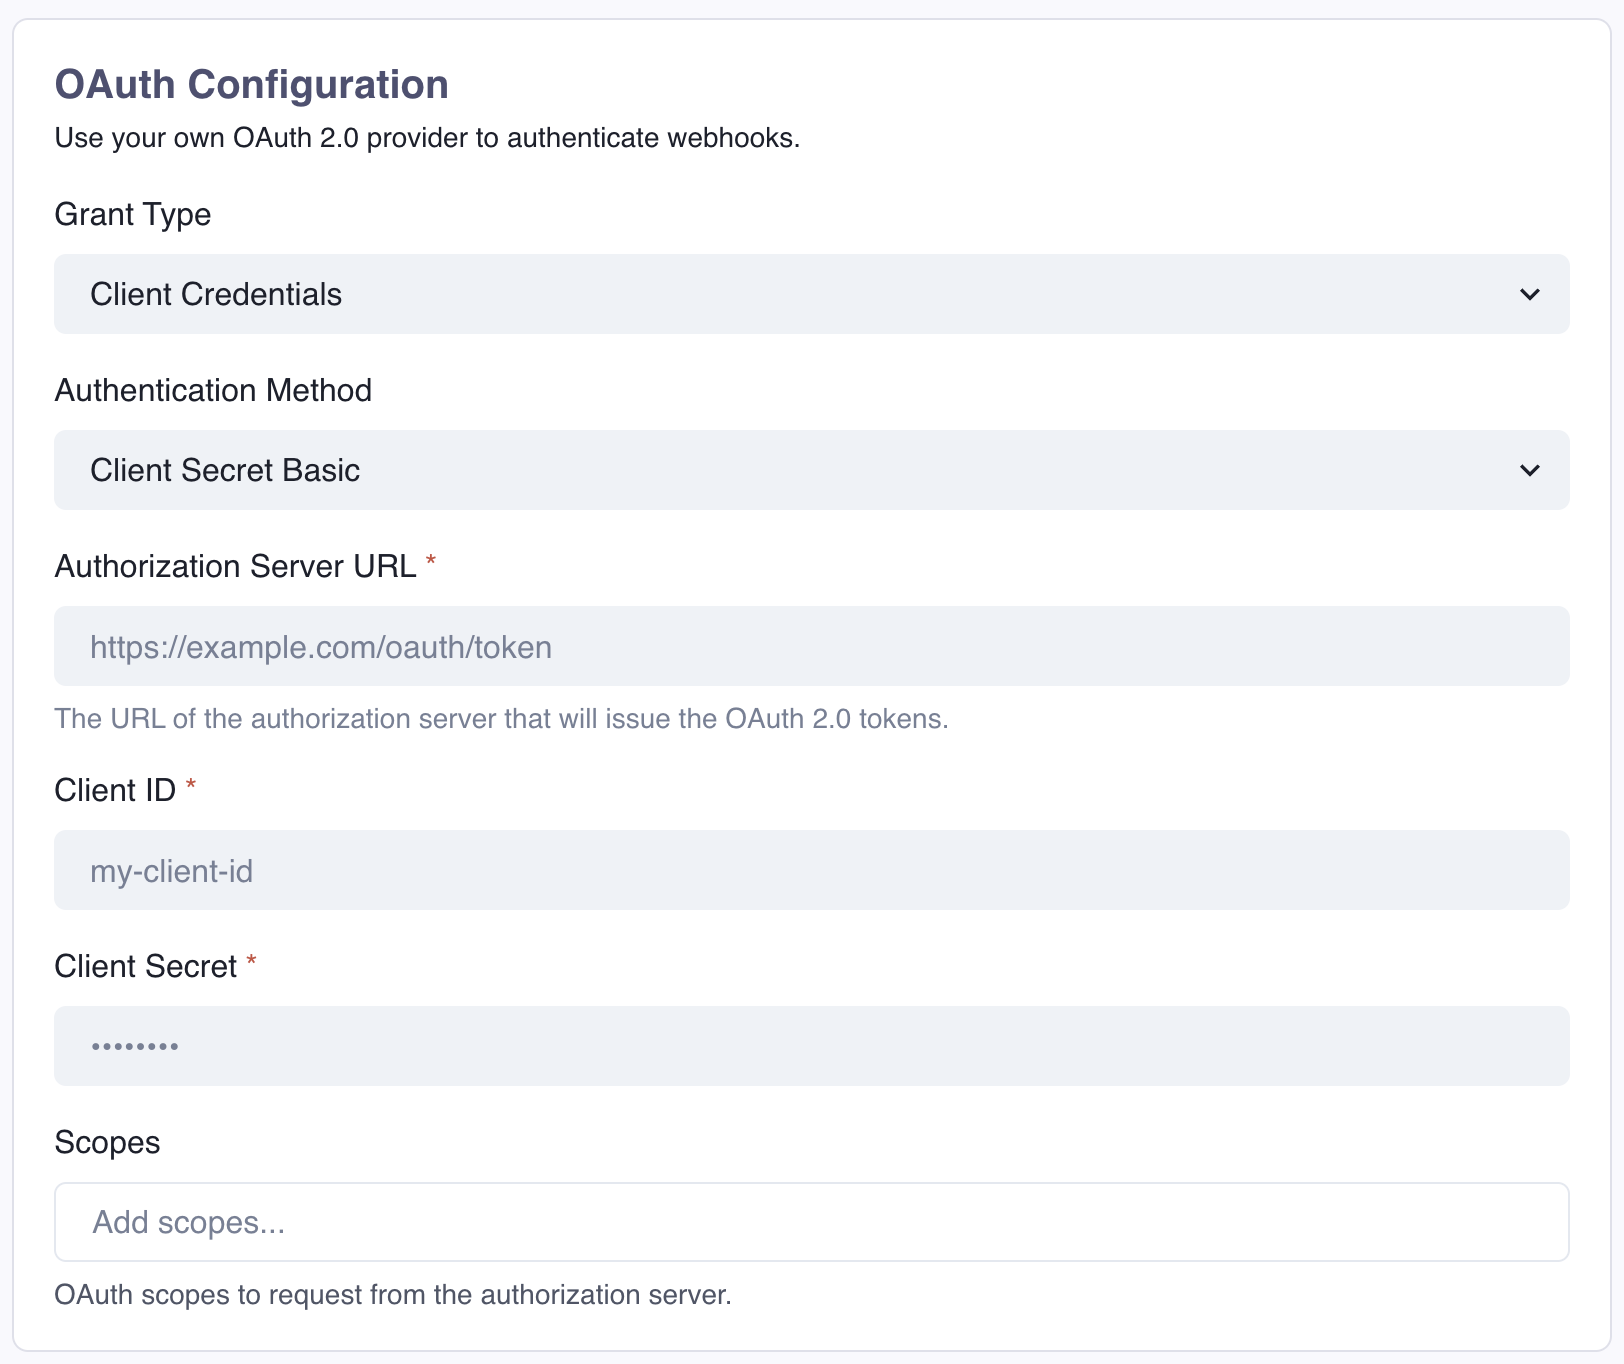 OAuth Configuration
Use your own OAuth 2.0 provider to authenticate webhooks.
Grant Type
Client Credentials
Authentication Method
Client Secret Basic
Authorization Server URL *
https://example.com/oauth/token
The URL of the authorization server that will issue the OAuth 2.0 tokens.
Client ID *
my-client-id
Client Secret *
••••••••
Scopes
Add scopes...
OAuth scopes to request from the authorization server.